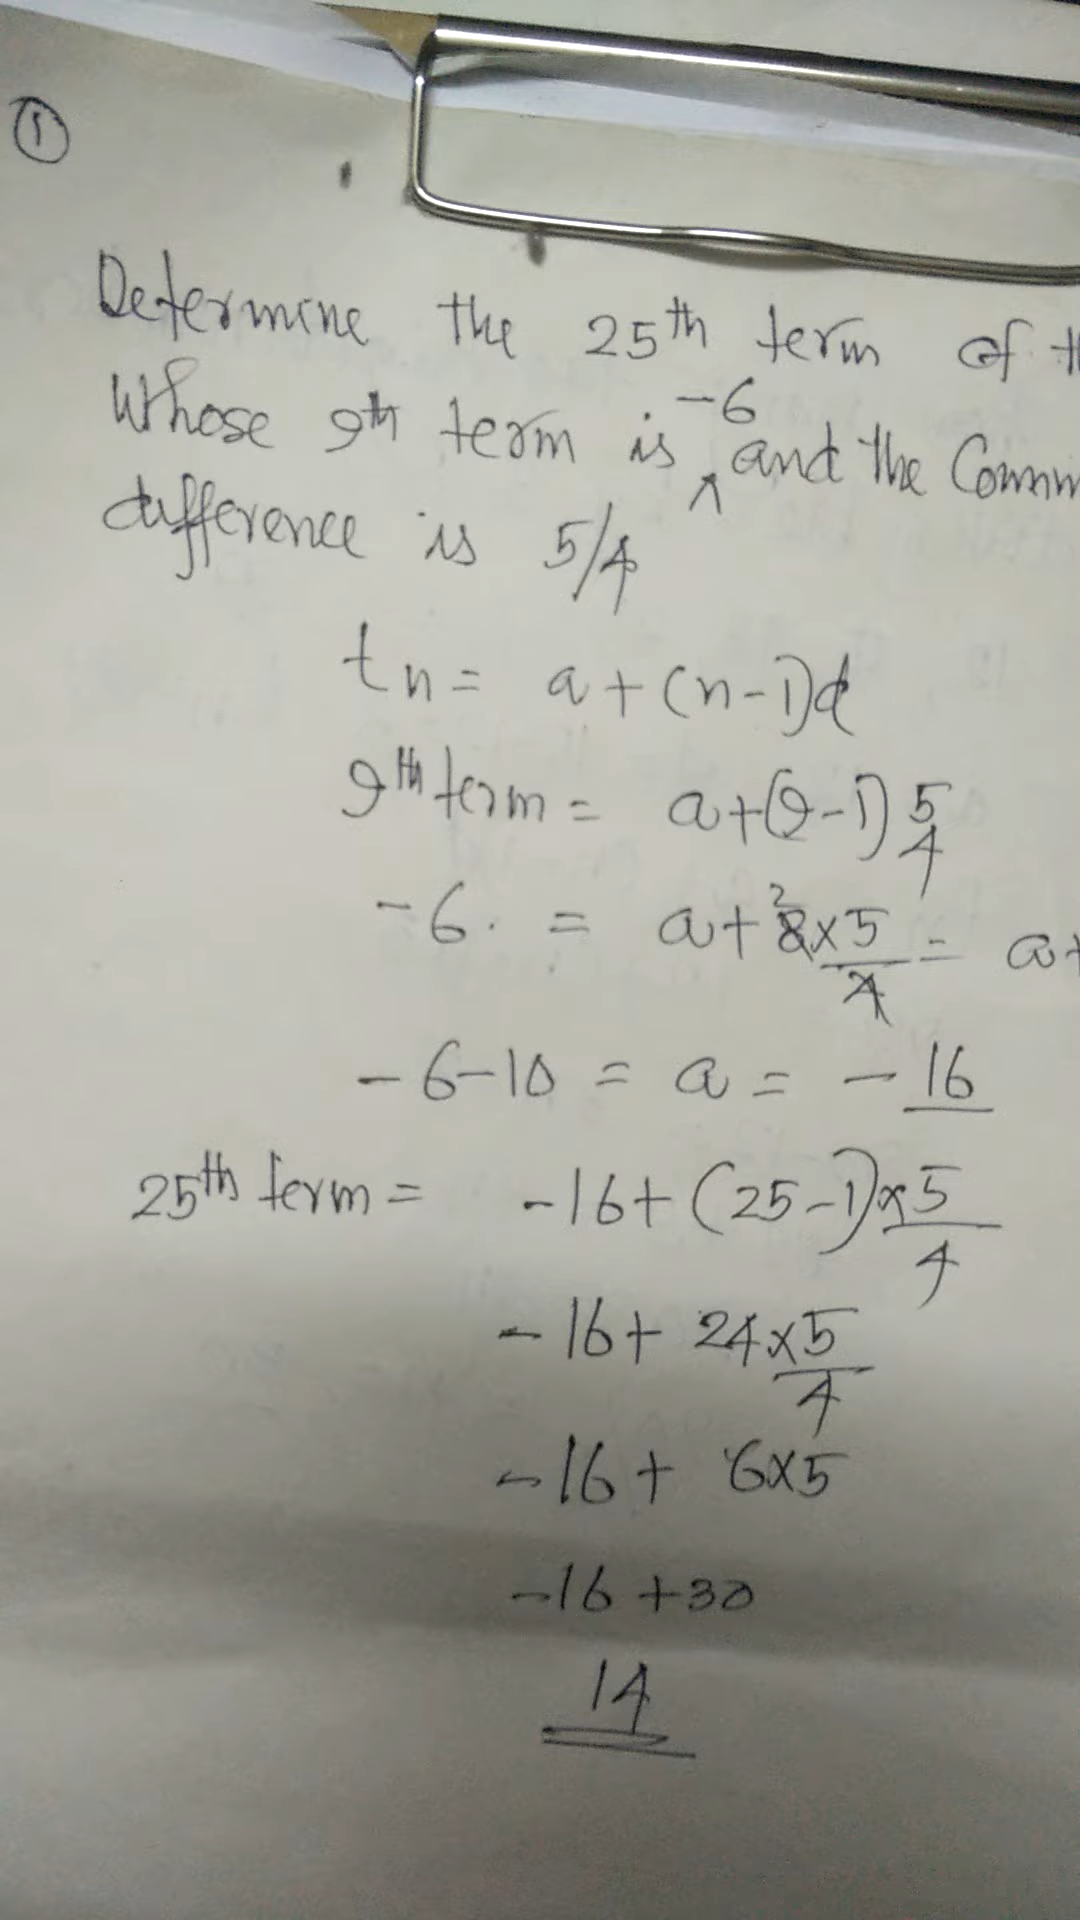 1
Determine the 25th term of
Whose 9th term is -6 and the
difference is 5/4
tn = a + (n-1)d
9th term = a+(9-1) 5/4
-6. = a + 8x5/4 = a+
2
-6-10 = a = -16
25th term = -16+ (25-1)x5/4
-16+ 24x5/4
-16+ 6x5
-16 +30
14